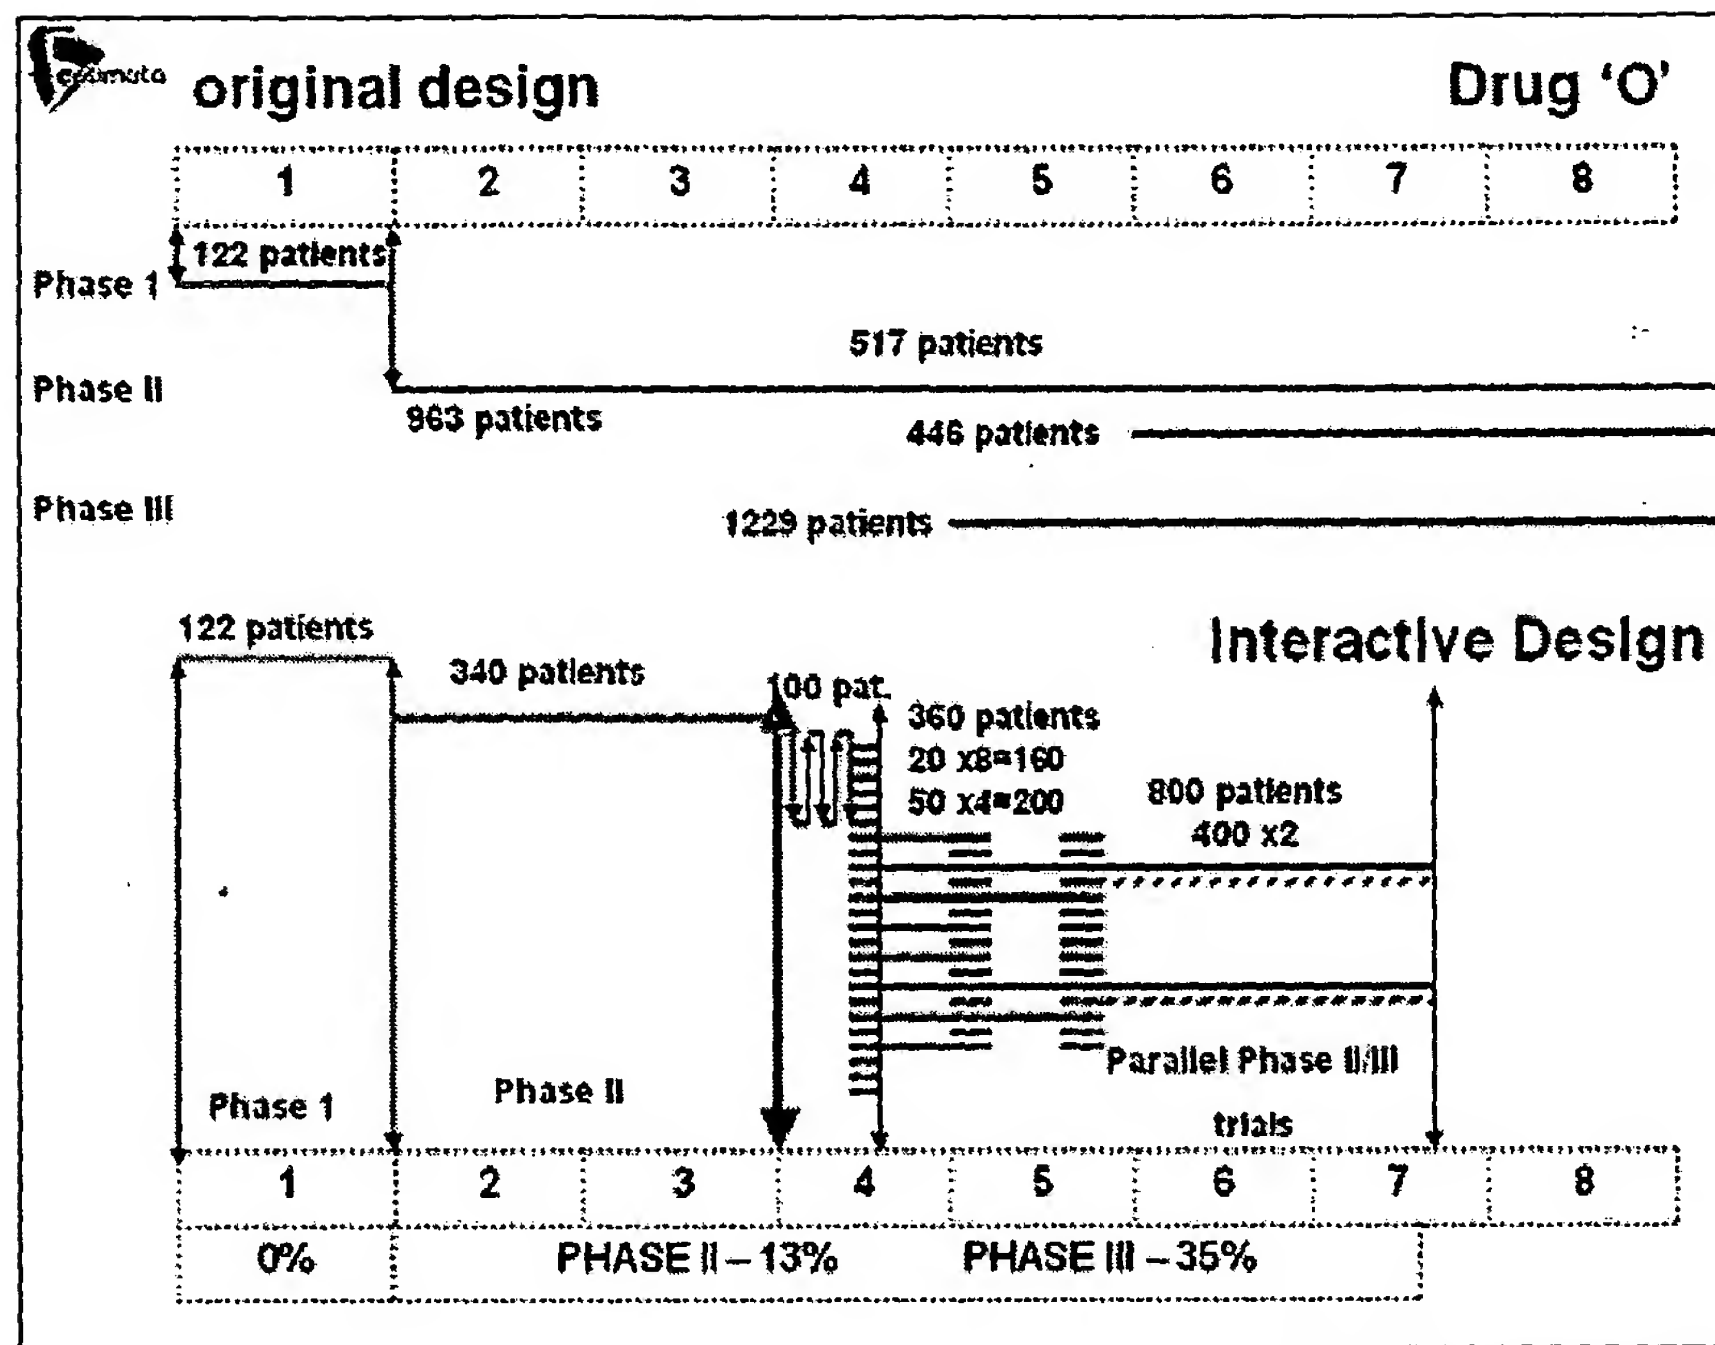 original design
Drug ‘O’
1 2 3 4 5 6 7 8
122 patients
Phase 1
517 patients
Phase II
963 patients
446 patients
Phase III
1229 patients
122 patients
Interactive Design
340 patients
100 pat.
360 patients
20 x8=160
50 x4=200
800 patients
400 x2
Parallel Phase II/III
trials
Phase II
Phase 1
1 2 3 4 5 6 7 8
0% PHASE II – 13% PHASE III – 35%